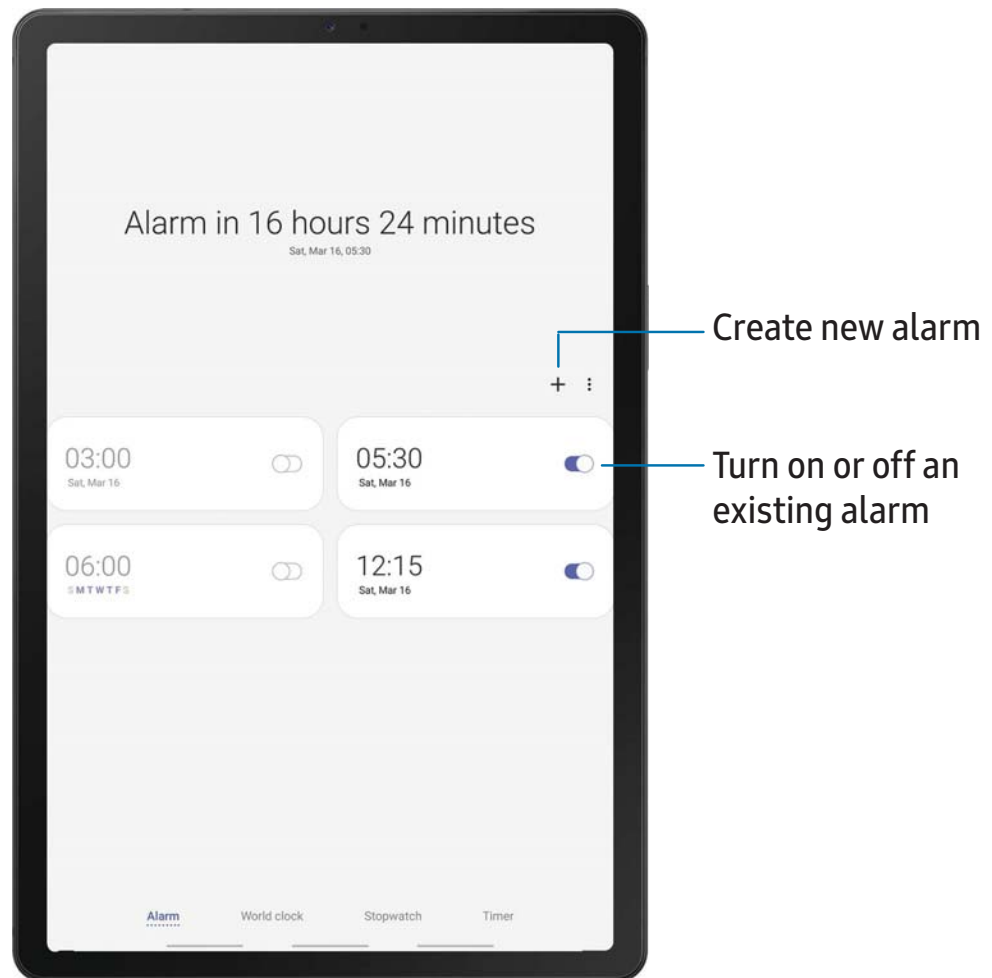 Alarm in 16 hours 24 minutes
Sat, Mar 16, 05:30
Create new alarm
03:00
Sat, Mar 16
05:30
Sat, Mar 16
Turn on or off an
existing alarm
06:00
SMTWTFS
12:15
Sat, Mar 16
Alarm World clock Stopwatch Timer